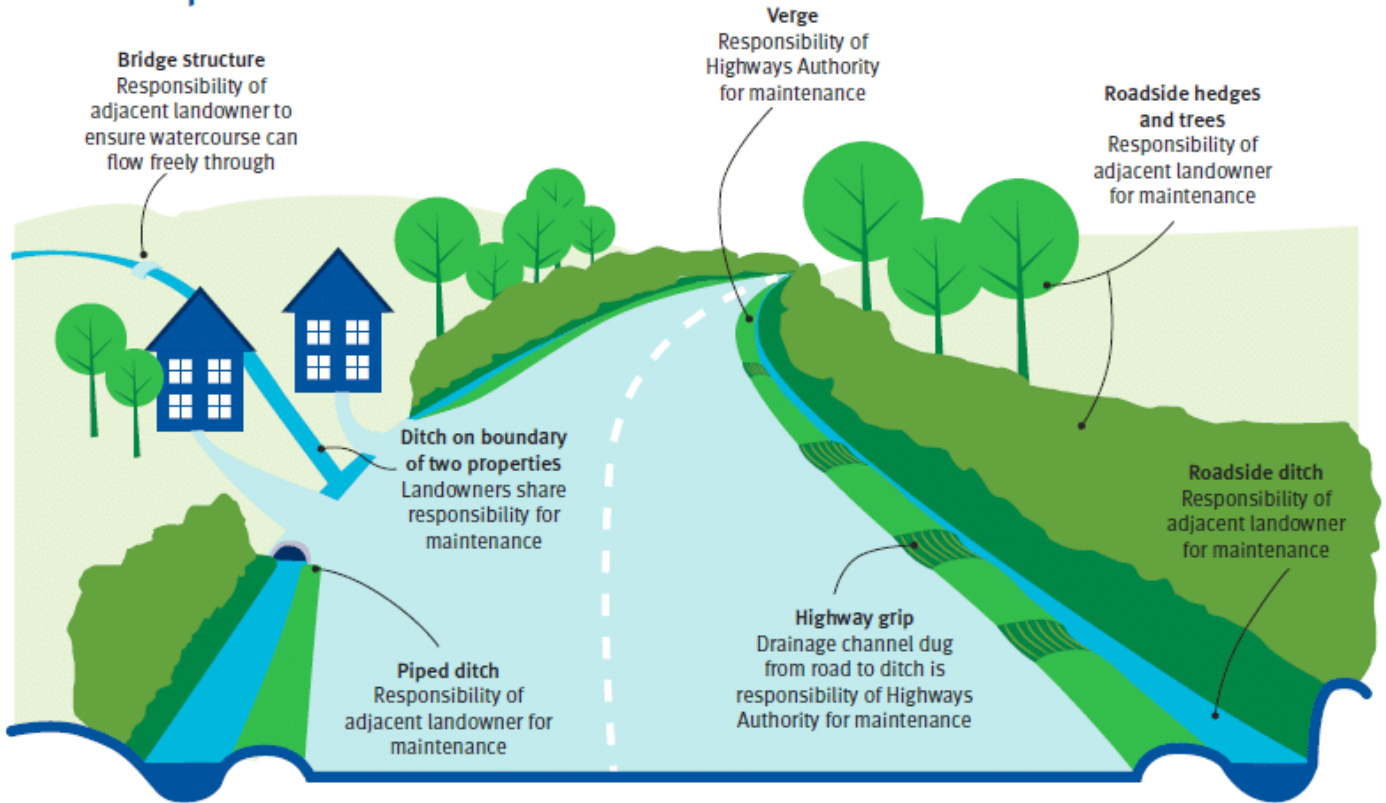 Bridge structure
Responsibility of
adjacent landowner to
ensure watercourse can
flow freely through
Verge
Responsibility of
Highways Authority
for maintenance
Roadside hedges
and trees
Responsibility of
adjacent landowner
for maintenance
Ditch on boundary
of two properties
Landowners share
responsibility for
maintenance
Roadside ditch
Responsibility of
adjacent landowner
for maintenance
Highway grip
Drainage channel dug
from road to ditch is
responsibility of Highways
Authority for maintenance
Piped ditch
Responsibility of
adjacent landowner for
maintenance